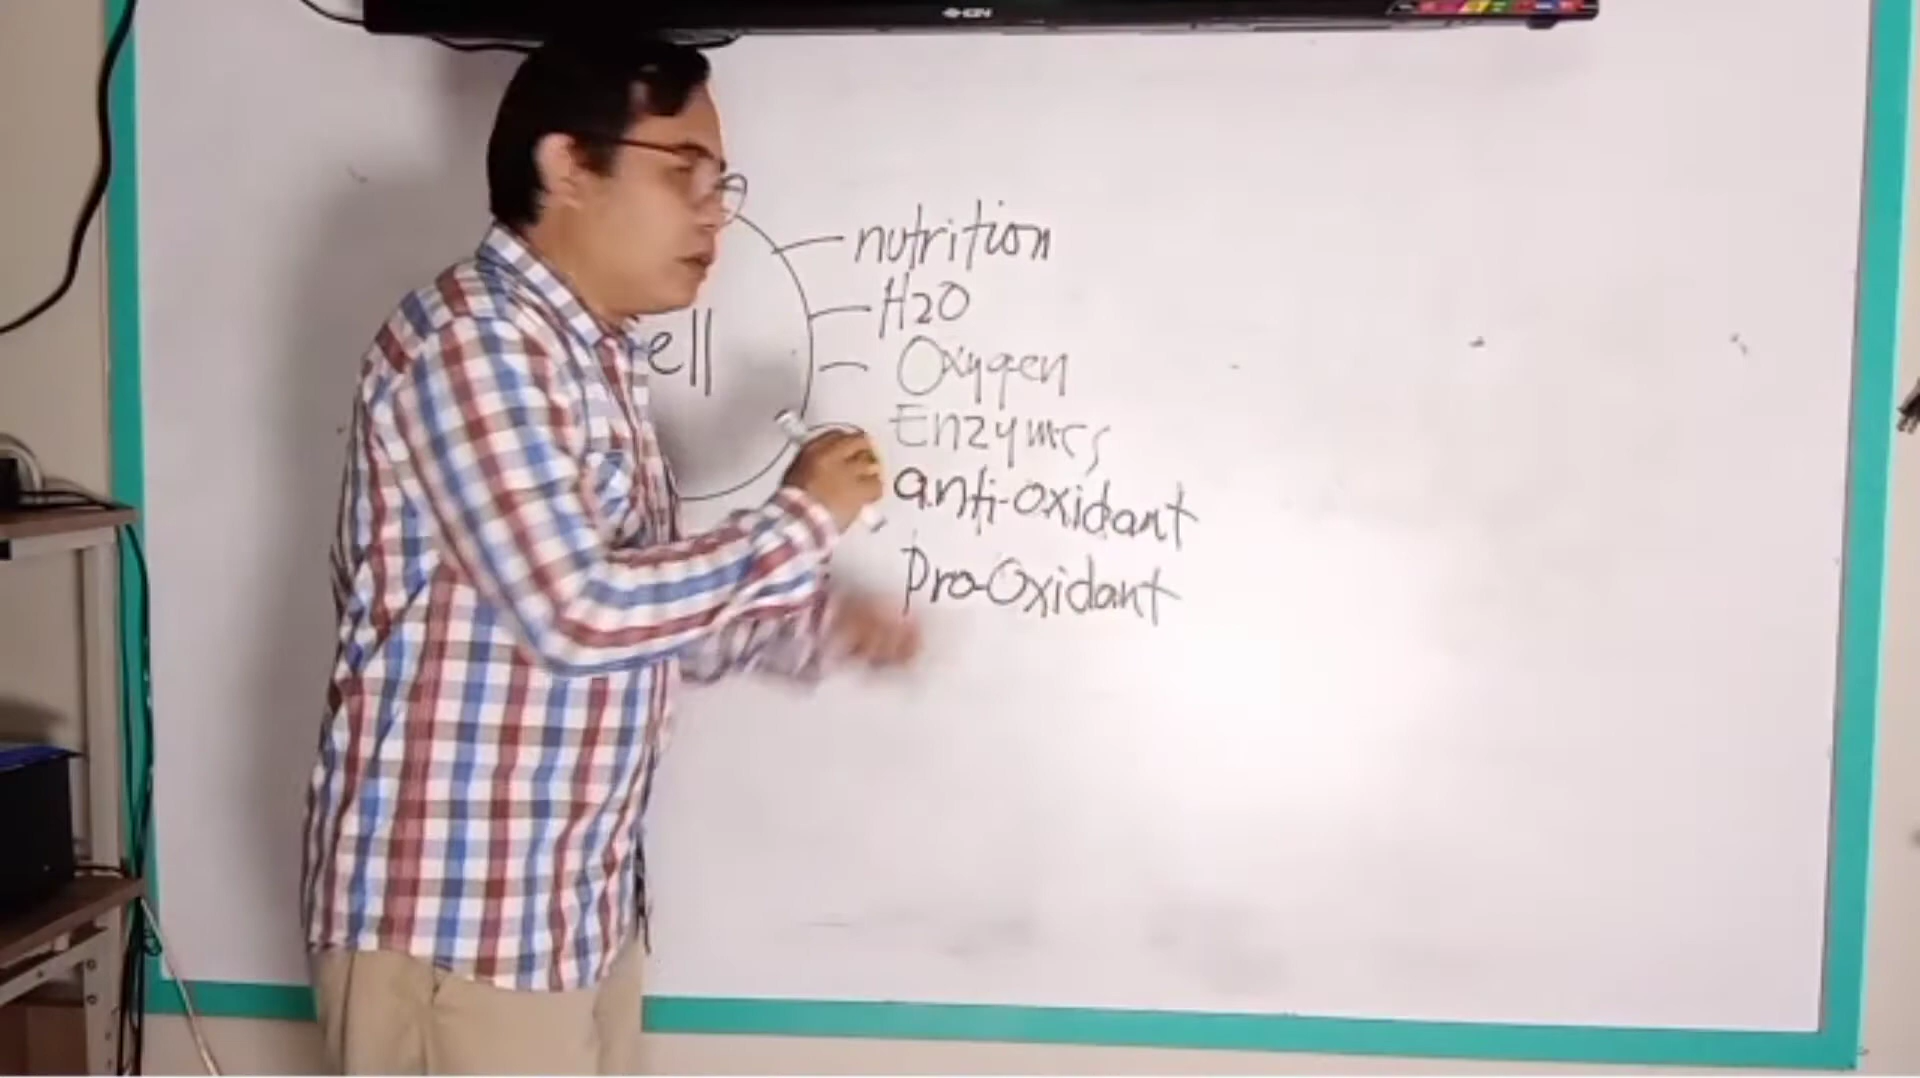 nutrition
H2O
ell
Oxygen
Enzymes
anti-oxidant
Pro-Oxidant